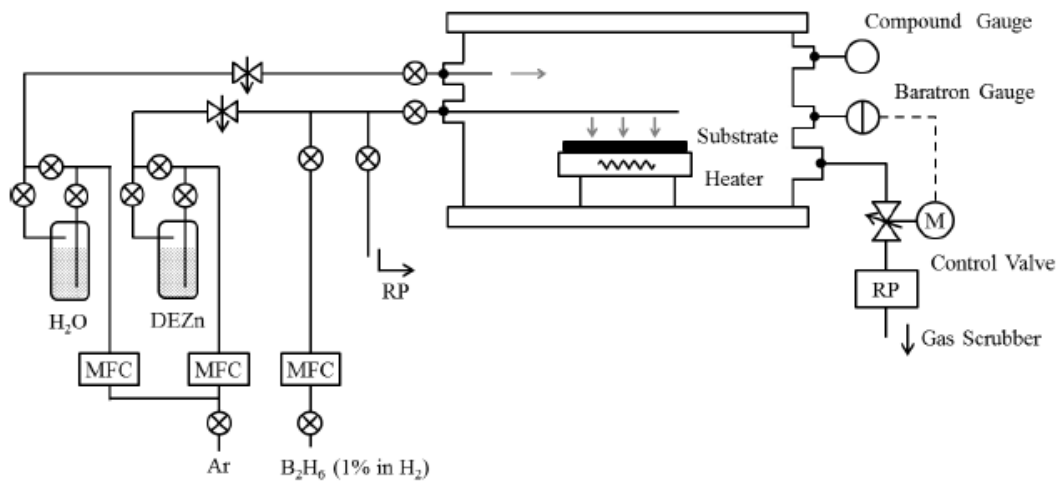 Compound Gauge
Baratron Gauge
Substrate
Heater
M
Control Valve
RP
RP
Gas Scrubber
H₂O
DEZn
MFC
MFC
MFC
Ar
B₂H₆ (1% in H₂)